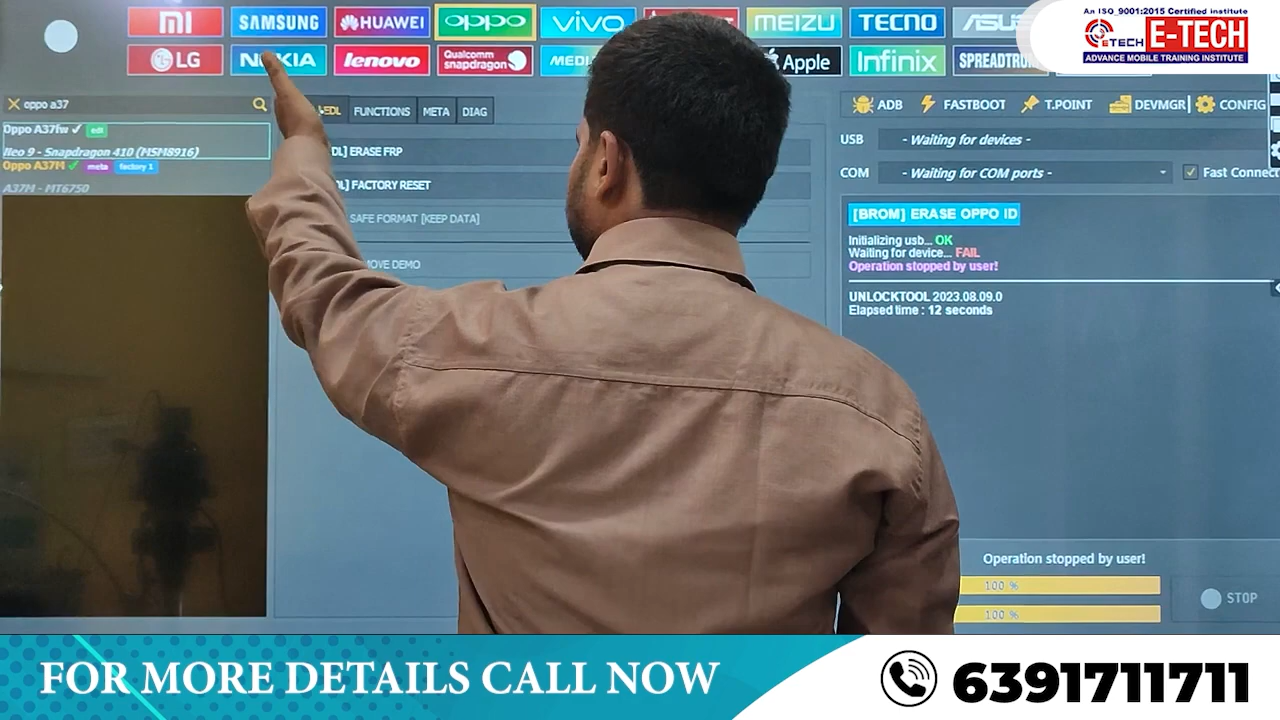 mi
SAMSUNG
HUAWEI
oppo
vivo
MEIZU
TECNO
LG
NOKIA
lenovo
Qualcomm
snapdragon
Apple
Infinix
An ISO_9001:2015 Certified institute
ETECH E-TECH
ADVANCE MOBILE TRAINING INSTITUTE
oppo a37
Oppo A37fw edl
Neo 9 - Snapdragon 410 (MSM8916)
Oppo A37M meta factory 1
A37M - MT6750
EDL FUNCTIONS META DIAG
ERASE FRP
FACTORY RESET
SAFE FORMAT [KEEP DATA]
DEMO
ADB FASTBOOT T.POINT DEVMGR CONFIG
USB - Waiting for devices -
COM - Waiting for COM ports - Fast Connect
[BROM] ERASE OPPO ID
Initializing usb... OK
Waiting for device... FAIL
Operation stopped by user!
UNLOCKTOOL 2023.08.09.0
Elapsed time : 12 seconds
Operation stopped by user!
100 %
100 %
STOP
FOR MORE DETAILS CALL NOW
6391711711